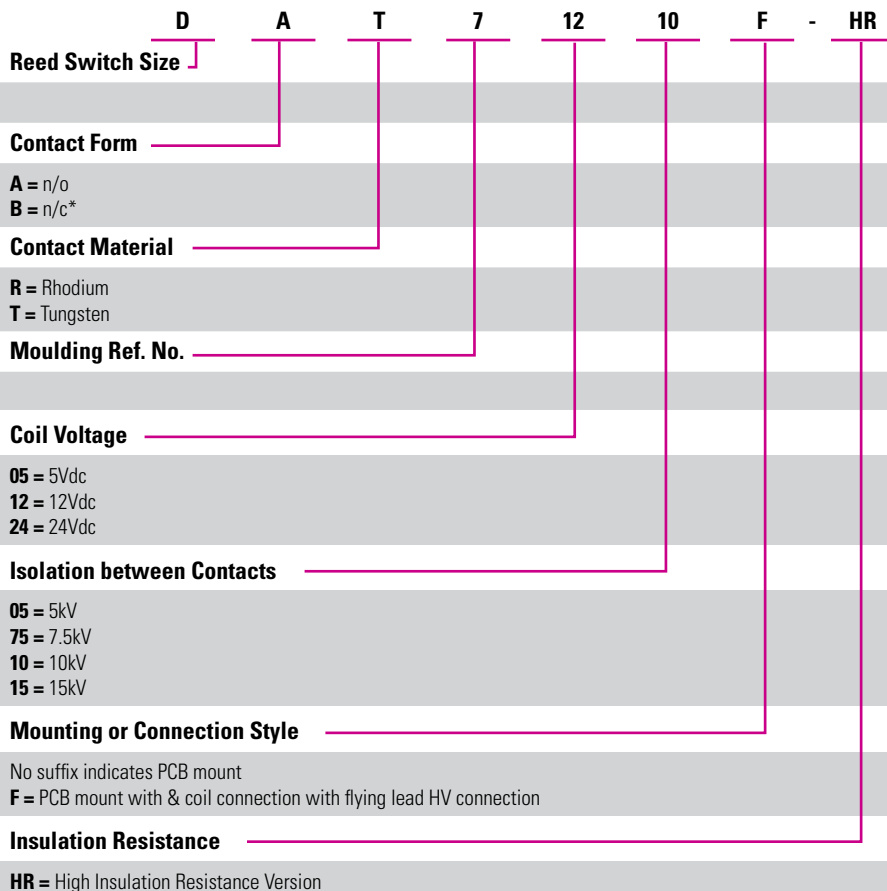 D A T 7 12 10 F - HR
Reed Switch Size
Contact Form
A = n/o
B = n/c*
Contact Material
R = Rhodium
T = Tungsten
Moulding Ref. No.
Coil Voltage
05 = 5Vdc
12 = 12Vdc
24 = 24Vdc
Isolation between Contacts
05 = 5kV
75 = 7.5kV
10 = 10kV
15 = 15kV
Mounting or Connection Style
No suffix indicates PCB mount
F = PCB mount with & coil connection with flying lead HV connection
Insulation Resistance
HR = High Insulation Resistance Version